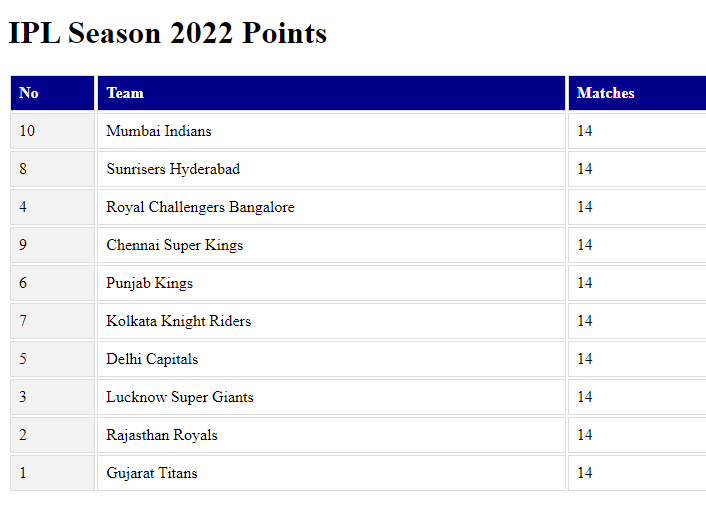 IPL Season 2022 Points
No Team Matches
10 Mumbai Indians 14
8 Sunrisers Hyderabad 14
4 Royal Challengers Bangalore 14
9 Chennai Super Kings 14
6 Punjab Kings 14
7 Kolkata Knight Riders 14
5 Delhi Capitals 14
3 Lucknow Super Giants 14
2 Rajasthan Royals 14
1 Gujarat Titans 14